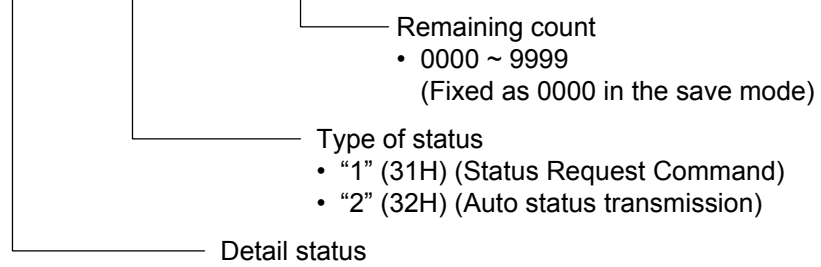 Remaining count
• 0000 ~ 9999
(Fixed as 0000 in the save mode)
Type of status
• “1” (31H) (Status Request Command)
• “2” (32H) (Auto status transmission)
Detail status